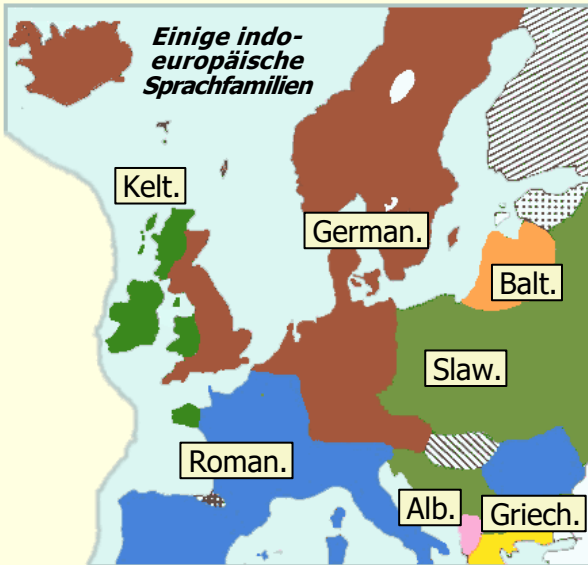 Einige indo-
europäische
Sprachfamilien
Kelt.
German.
Balt.
Slaw.
Roman.
Alb.
Griech.